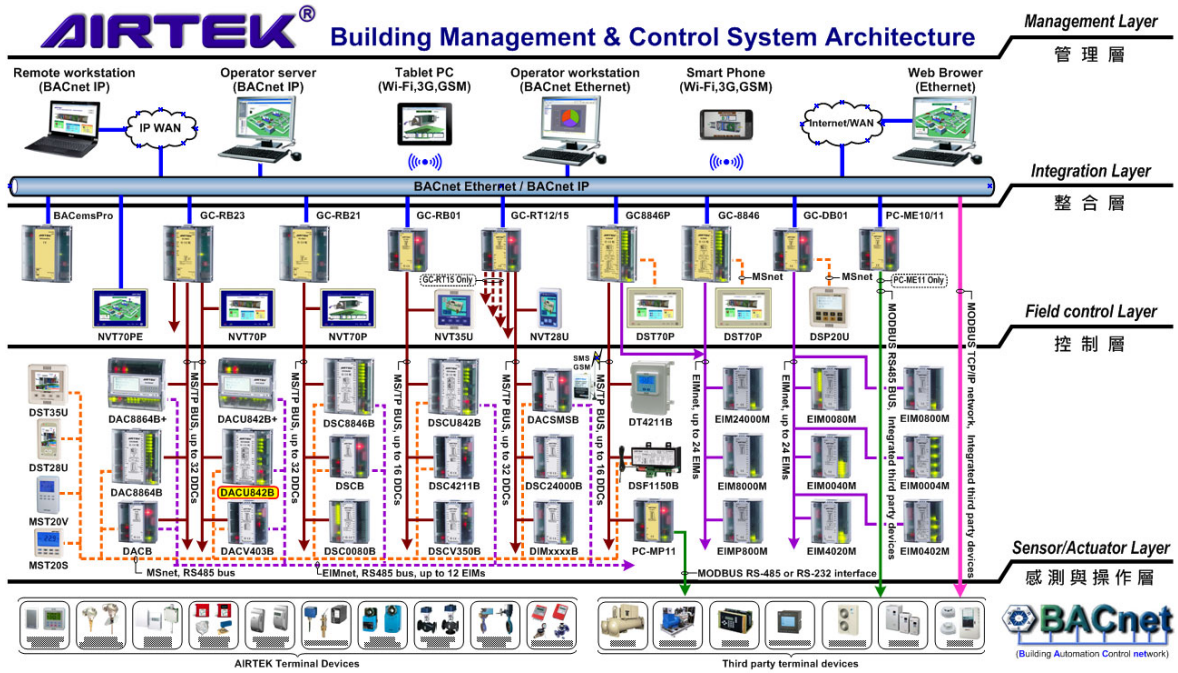 AIRTEK®
Building Management & Control System Architecture
Management Layer
管理層
Remote workstation
(BACnet IP)
Operator server
(BACnet IP)
Tablet PC
(Wi-Fi,3G,GSM)
Operator workstation
(BACnet Ethernet)
Smart Phone
(Wi-Fi,3G,GSM)
Web Brower
(Ethernet)
IP WAN
Internet/WAN
BACnet Ethernet / BACnet IP
Integration Layer
整合層
BACemsPro
GC-RB23
GC-RB21
GC-RB01
GC-RT12/15
GC8846P
GC-8846
GC-DB01
PC-ME10/11
GC-RT15 Only
MSnet
MSnet
PC-ME11 Only
NVT70PE
NVT70P
NVT70P
NVT35U
NVT28U
DST70P
DST70P
DSP20U
Field control Layer
控制層
SMS
GSM
MS/TP BUS, up to 32 DDCs
MS/TP BUS, up to 32 DDCs
MS/TP BUS, up to 16 DDCs
MS/TP BUS, up to 32 DDCs
MS/TP BUS, up to 16 DDCs
EIMnet, up to 24 EIMs
EIMnet, up to 24 EIMs
MODBUS RS485 BUS, Integrated third party devices
MODBUS TCP/IP network, Integrated third party devices
DST35U
DAC8864B+
DACU842B+
DSC8846B
DSCU842B
DACSMSB
DT4211B
EIM24000M
EIM0080M
EIM0800M
DST28U
DAC8864B
DACU842B
DSCB
DSC4211B
DSC24000B
DSF1150B
EIM8000M
EIM0040M
EIM0004M
MST20V
MST20S
DACB
DACV403B
DSC0080B
DSCV350B
DIMxxxxB
PC-MP11
EIMP800M
EIM4020M
EIM0402M
MSnet, RS485 bus
EIMnet, RS485 bus, up to 12 EIMs
MODBUS RS-485 or RS-232 interface
Sensor/Actuator Layer
感測與操作層
AIRTEK Terminal Devices
Third party terminal devices
BACnet
(Building Automation Control network)